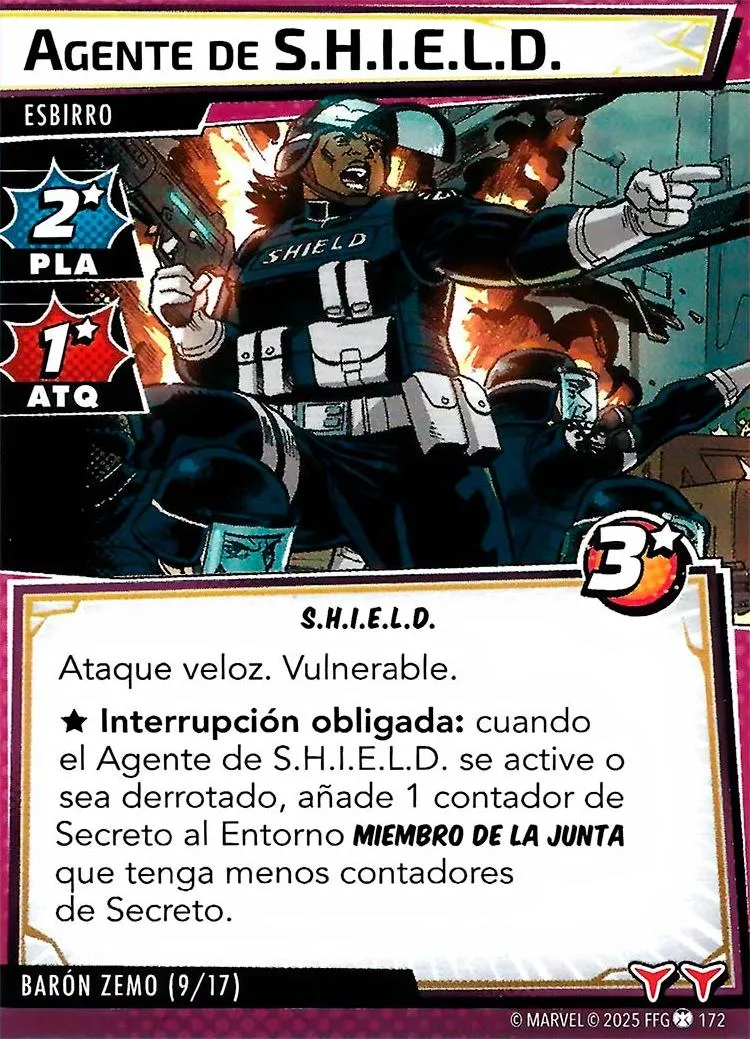 AGENTE DE S.H.I.E.L.D.
ESBIRRO
2★
PLA
SHIELD
1★
ATQ
3★
S.H.I.E.L.D.
Ataque veloz. Vulnerable.
★ Interrupción obligada: cuando
el Agente de S.H.I.E.L.D. se active o
sea derrotado, añade 1 contador de
Secreto al Entorno MIEMBRO DE LA JUNTA
que tenga menos contadores
de Secreto.
BARÓN ZEMO (9/17)
© MARVEL © 2025 FFG 172